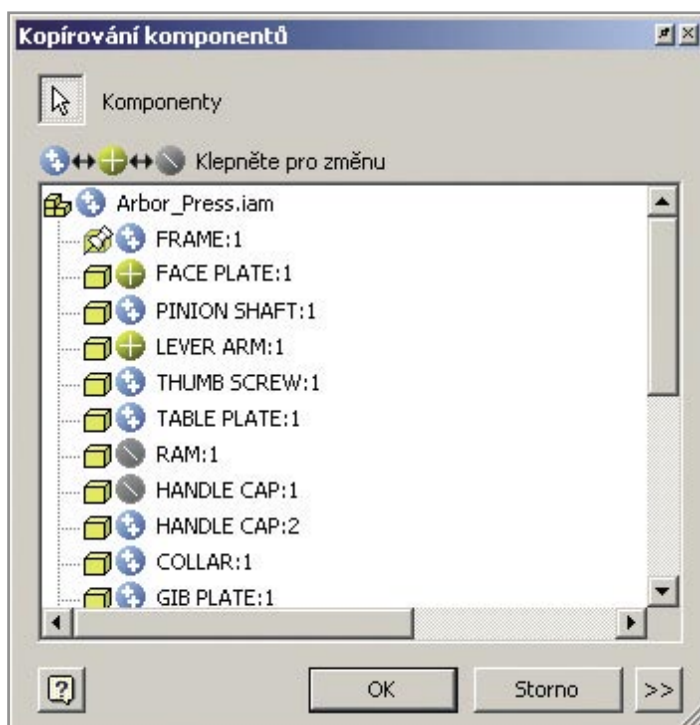 Kopírování komponentů
Komponenty
Klepněte pro změnu
Arbor_Press.iam
FRAME:1
FACE PLATE:1
PINION SHAFT:1
LEVER ARM:1
THUMB SCREW:1
TABLE PLATE:1
RAM:1
HANDLE CAP:1
HANDLE CAP:2
COLLAR:1
GIB PLATE:1
OK
Storno
>>